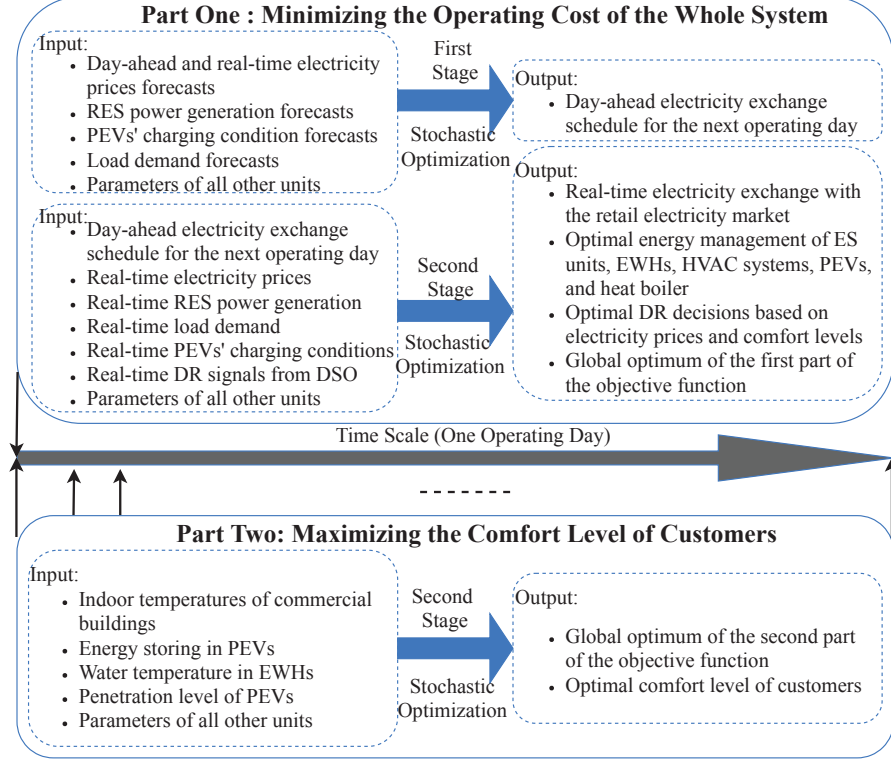 Part One : Minimizing the Operating Cost of the Whole System
Input:
• Day-ahead and real-time electricity
prices forecasts
• RES power generation forecasts
• PEVs' charging condition forecasts
• Load demand forecasts
• Parameters of all other units
First
Stage
Stochastic
Optimization
Output:
• Day-ahead electricity exchange
schedule for the next operating day
Input:
• Day-ahead electricity exchange
schedule for the next operating day
• Real-time electricity prices
• Real-time RES power generation
• Real-time load demand
• Real-time PEVs' charging conditions
• Real-time DR signals from DSO
• Parameters of all other units
Second
Stage
Stochastic
Optimization
Output:
• Real-time electricity exchange with
the retail electricity market
• Optimal energy management of ES
units, EWHs, HVAC systems, PEVs,
and heat boiler
• Optimal DR decisions based on
electricity prices and comfort levels
• Global optimum of the first part of
the objective function
Time Scale (One Operating Day)
Part Two: Maximizing the Comfort Level of Customers
Input:
• Indoor temperatures of commercial
buildings
• Energy storing in PEVs
• Water temperature in EWHs
• Penetration level of PEVs
• Parameters of all other units
Second
Stage
Stochastic
Optimization
Output:
• Global optimum of the second part
of the objective function
• Optimal comfort level of customers